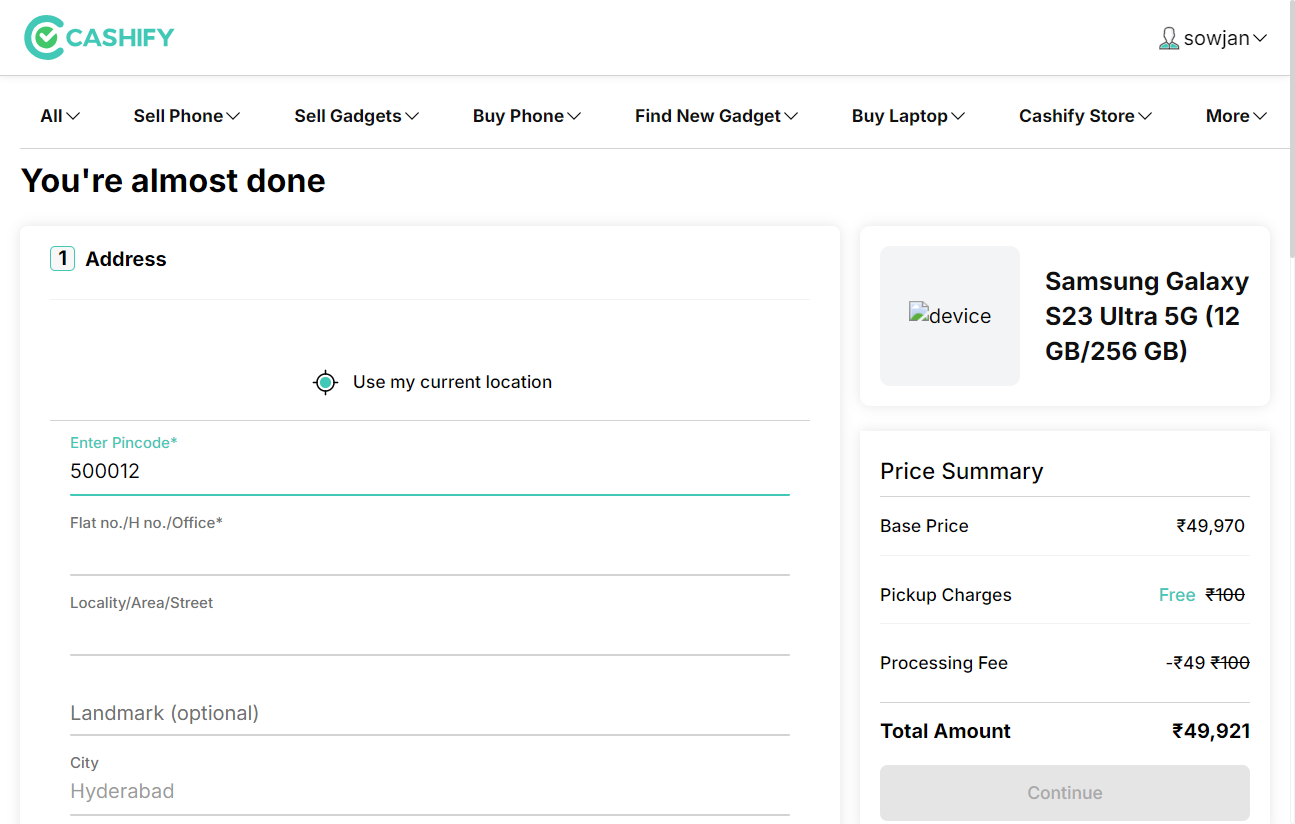 CASHIFY
sowjan
All Sell Phone Sell Gadgets Buy Phone Find New Gadget Buy Laptop Cashify Store More
You're almost done
1 Address
Use my current location
Enter Pincode*
500012
Flat no./H no./Office*
Locality/Area/Street
Landmark (optional)
City
Hyderabad
device
Samsung Galaxy
S23 Ultra 5G (12
GB/256 GB)
Price Summary
Base Price ₹49,970
Pickup Charges Free ₹100
Processing Fee -₹49 ₹100
Total Amount ₹49,921
Continue